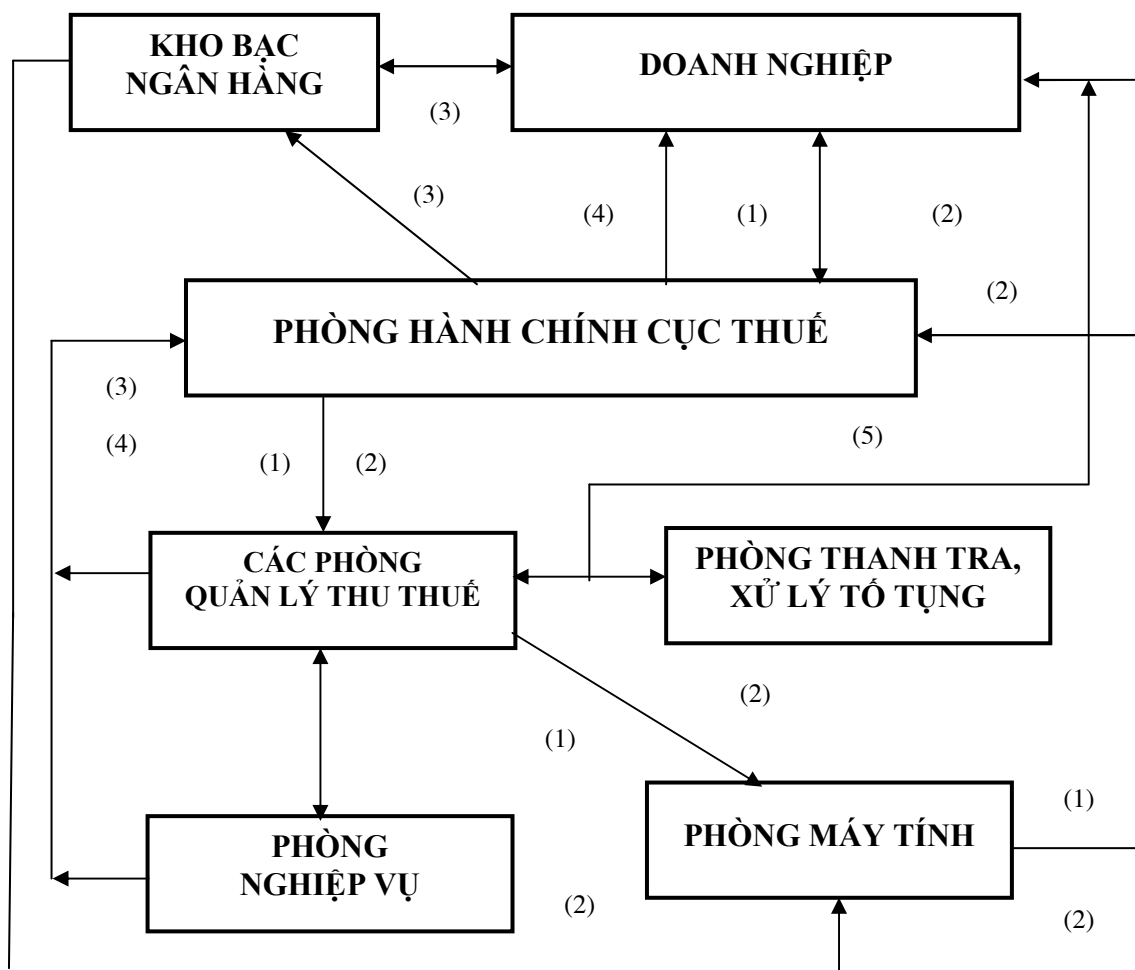 KHO BẠC
NGÂN HÀNG
DOANH NGHIỆP
(3)
(3)
(4)
(1)
(2)
(2)
PHÒNG HÀNH CHÍNH CỤC THUẾ
(3)
(4)
(5)
(1)
(2)
CÁC PHÒNG
QUẢN LÝ THU THUẾ
PHÒNG THANH TRA,
XỬ LÝ TỐ TỤNG
(2)
(1)
(1)
PHÒNG MÁY TÍNH
PHÒNG
NGHIỆP VỤ
(2)
(2)